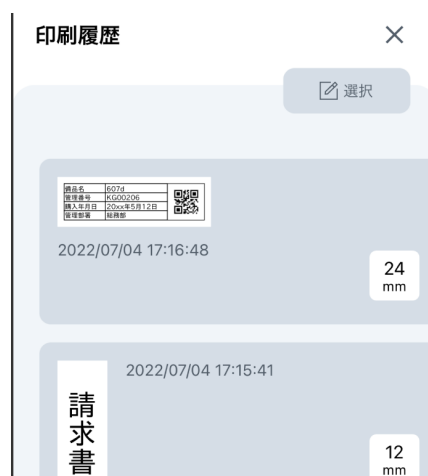 印刷履歴
選択
備品名 607d
管理番号 KG00206
購入年月日 20xx年5月12日
管理部署 総務部
2022/07/04 17:16:48
24
mm
2022/07/04 17:15:41
請求書
12
mm